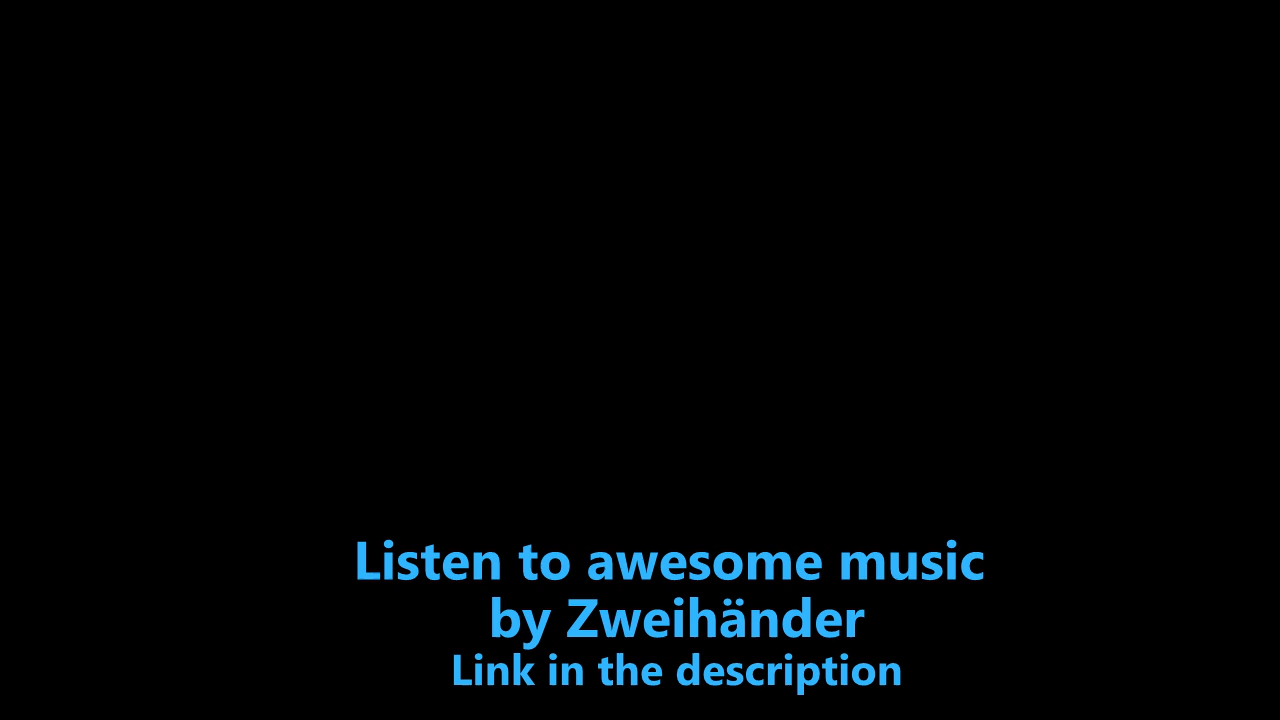 Listen to awesome music
by Zweihänder
Link in the description